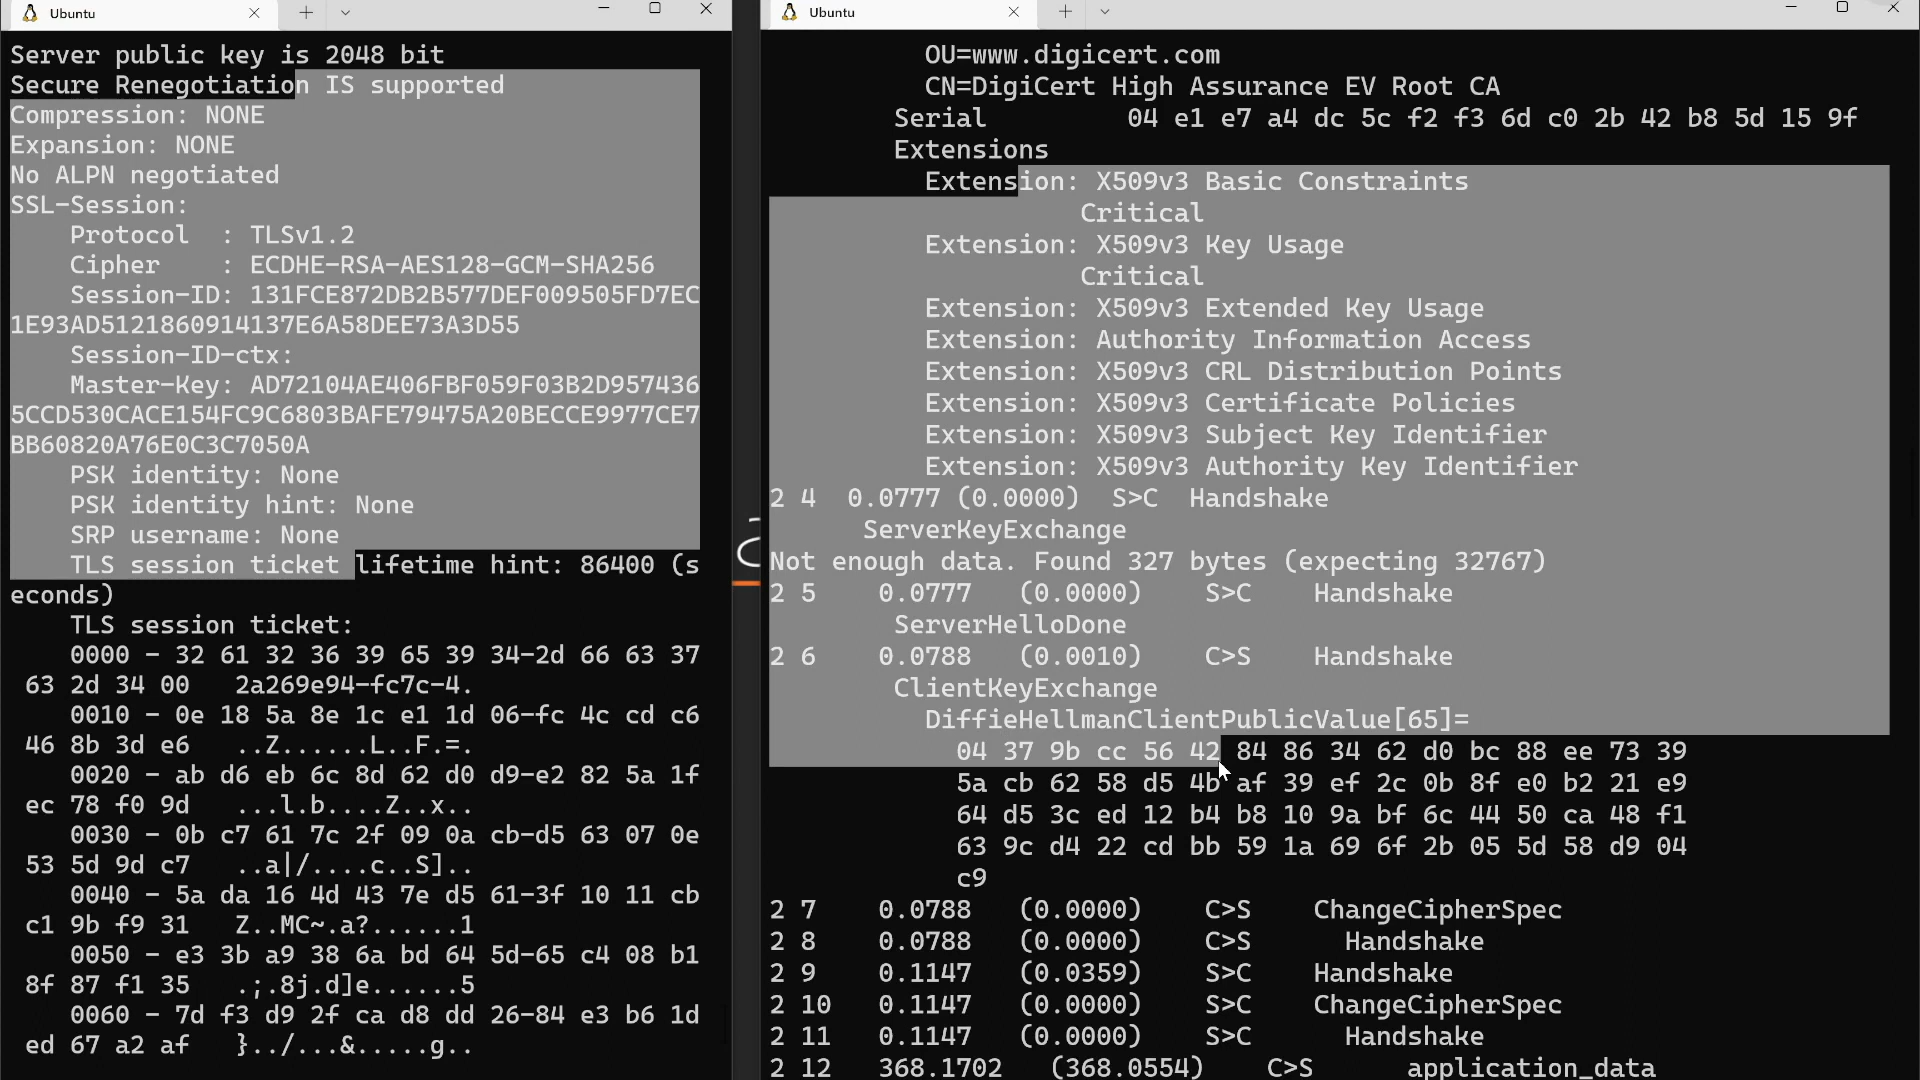 Ubuntu
Server public key is 2048 bit
Secure Renegotiation IS supported
Compression: NONE
Expansion: NONE
No ALPN negotiated
SSL-Session:
Protocol : TLSv1.2
Cipher : ECDHE-RSA-AES128-GCM-SHA256
Session-ID: 131FCE872DB2B577DEF009505FD7EC
1E93AD5121860914137E6A58DEE73A3D55
Session-ID-ctx:
Master-Key: AD72104AE406FBF059F03B2D957436
5CCD530CACE154FC9C6803BAFE79475A20BECCE9977CE7
BB60820A76E0C3C7050A
PSK identity: None
PSK identity hint: None
SRP username: None
TLS session ticket lifetime hint: 86400 (s
econds)
TLS session ticket:
0000 - 32 61 32 36 39 65 39 34-2d 66 63 37
63 2d 34 00 2a269e94-fc7c-4.
0010 - 0e 18 5a 8e 1c e1 1d 06-fc 4c cd c6
46 8b 3d e6 ..Z......L..F.=.
0020 - ab d6 eb 6c 8d 62 d0 d9-e2 82 5a 1f
ec 78 f0 9d ...l.b....Z..x..
0030 - 0b c7 61 7c 2f 09 0a cb-d5 63 07 0e
53 5d 9d c7 ..a|/....c..S]..
0040 - 5a da 16 4d 43 7e d5 61-3f 10 11 cb
c1 9b f9 31 Z..MC~.a?......1
0050 - e3 3b a9 38 6a bd 64 5d-65 c4 08 b1
8f 87 f1 35 .;.8j.d]e......5
0060 - 7d f3 d9 2f ca d8 dd 26-84 e3 b6 1d
ed 67 a2 af }../...&.....g..
Ubuntu
OU=www.digicert.com
CN=DigiCert High Assurance EV Root CA
Serial 04 e1 e7 a4 dc 5c f2 f3 6d c0 2b 42 b8 5d 15 9f
Extensions
Extension: X509v3 Basic Constraints
Critical
Extension: X509v3 Key Usage
Critical
Extension: X509v3 Extended Key Usage
Extension: Authority Information Access
Extension: X509v3 CRL Distribution Points
Extension: X509v3 Certificate Policies
Extension: X509v3 Subject Key Identifier
Extension: X509v3 Authority Key Identifier
2 4 0.0777 (0.0000) S>C Handshake
ServerKeyExchange
Not enough data. Found 327 bytes (expecting 32767)
2 5 0.0777 (0.0000) S>C Handshake
ServerHelloDone
2 6 0.0788 (0.0010) C>S Handshake
ClientKeyExchange
DiffieHellmanClientPublicValue[65]=
04 37 9b cc 56 42 84 86 34 62 d0 bc 88 ee 73 39
5a cb 62 58 d5 4b af 39 ef 2c 0b 8f e0 b2 21 e9
64 d5 3c ed 12 b4 b8 10 9a bf 6c 44 50 ca 48 f1
63 9c d4 22 cd bb 59 1a 69 6f 2b 05 5d 58 d9 04
c9
2 7 0.0788 (0.0000) C>S ChangeCipherSpec
2 8 0.0788 (0.0000) C>S Handshake
2 9 0.1147 (0.0359) S>C Handshake
2 10 0.1147 (0.0000) S>C ChangeCipherSpec
2 11 0.1147 (0.0000) S>C Handshake
2 12 368.1702 (368.0554) C>S application_data